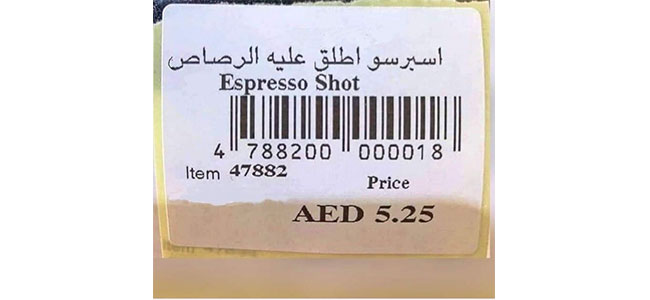 اسبرسو اطلق عليه الرصاص
Espresso Shot
4 788200 000018
Item 47882
Price
AED 5.25